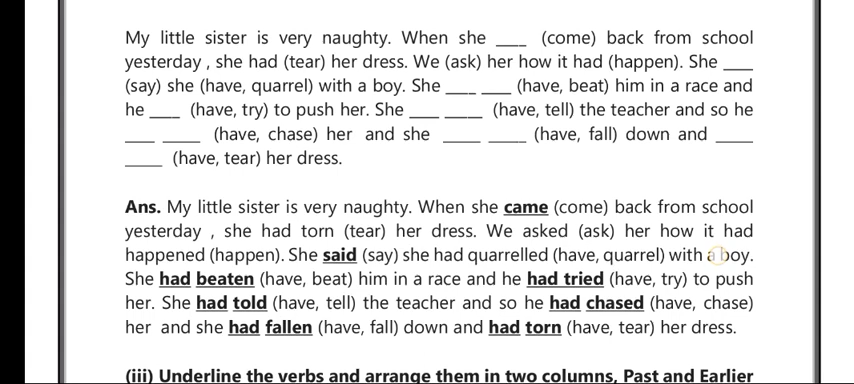 My little sister is very naughty. When she ____ (come) back from school
yesterday , she had (tear) her dress. We (ask) her how it had (happen). She ____
(say) she (have, quarrel) with a boy. She ____ ____ (have, beat) him in a race and
he ____ (have, try) to push her. She ____ _____ (have, tell) the teacher and so he
____ _____ (have, chase) her and she _____ _____ (have, fall) down and _____
_____ (have, tear) her dress.
Ans. My little sister is very naughty. When she came (come) back from school
yesterday , she had torn (tear) her dress. We asked (ask) her how it had
happened (happen). She said (say) she had quarrelled (have, quarrel) with a boy.
She had beaten (have, beat) him in a race and he had tried (have, try) to push
her. She had told (have, tell) the teacher and so he had chased (have, chase)
her and she had fallen (have, fall) down and had torn (have, tear) her dress.
(iii) Underline the verbs and arrange them in two columns, Past and Earlier